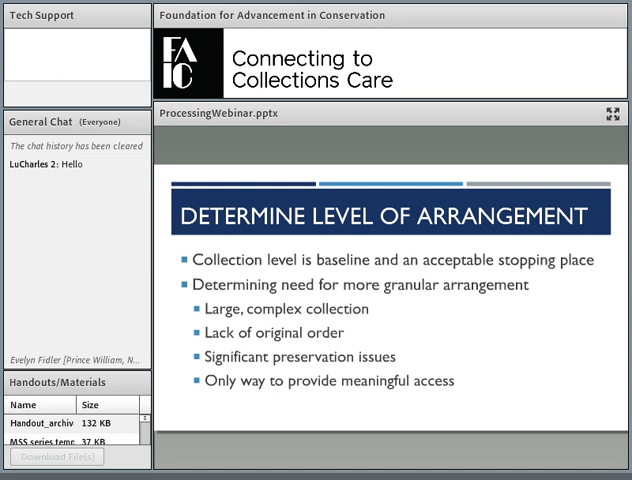 Tech Support
Foundation for Advancement in Conservation
FAIC
Connecting to
Collections Care
General Chat (Everyone)
The chat history has been cleared
LuCharles 2: Hello
Evelyn Fidler [Prince William, N...
Handouts/Materials
Name Size
Handout_archiv 132 KB
MSS series temp 37 KB
Download File(s)
ProcessingWebinar.pptx
DETERMINE LEVEL OF ARRANGEMENT
Collection level is baseline and an acceptable stopping place
Determining need for more granular arrangement
Large, complex collection
Lack of original order
Significant preservation issues
Only way to provide meaningful access